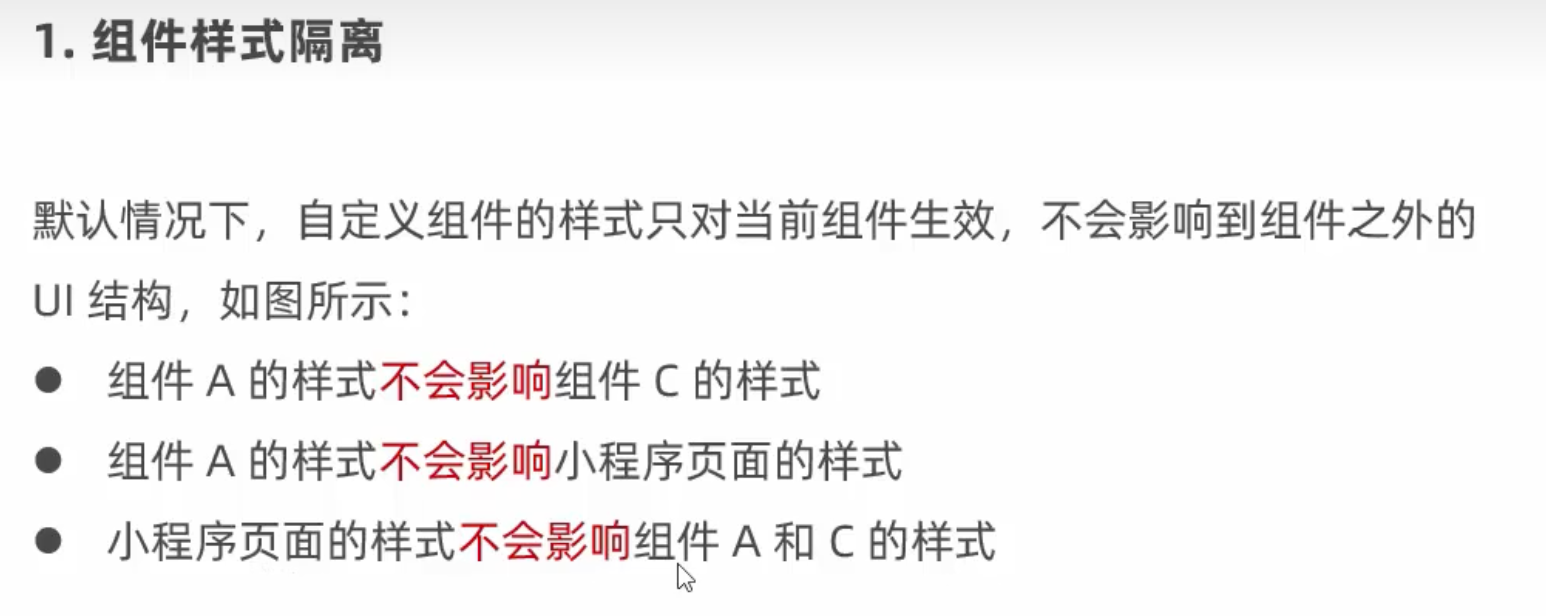 1. 组件样式隔离
默认情况下，自定义组件的样式只对当前组件生效，不会影响到组件之外的
UI 结构，如图所示：
● 组件 A 的样式不会影响组件 C 的样式
● 组件 A 的样式不会影响小程序页面的样式
● 小程序页面的样式不会影响组件 A 和 C 的样式